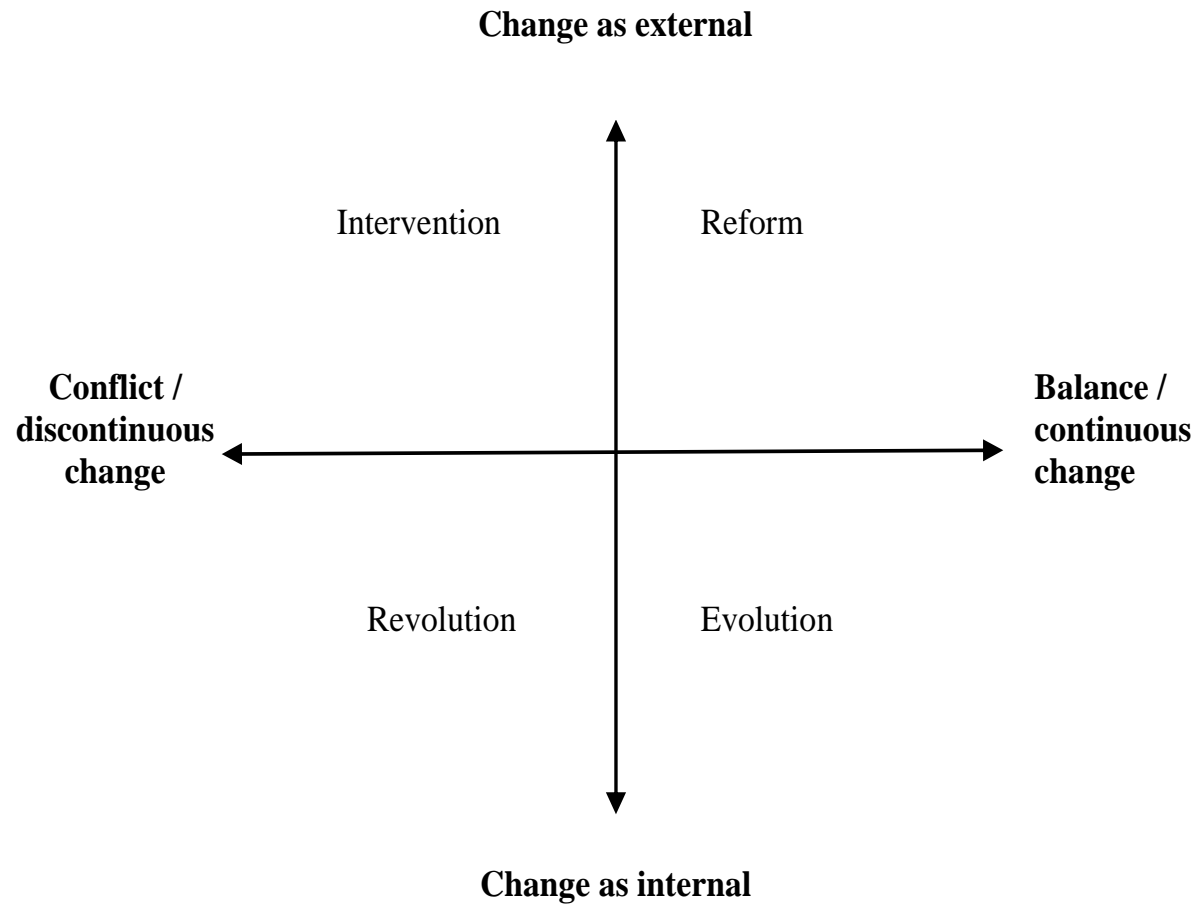 Change as external
Intervention
Reform
Conflict /
discontinuous
change
Balance /
continuous
change
Revolution
Evolution
Change as internal